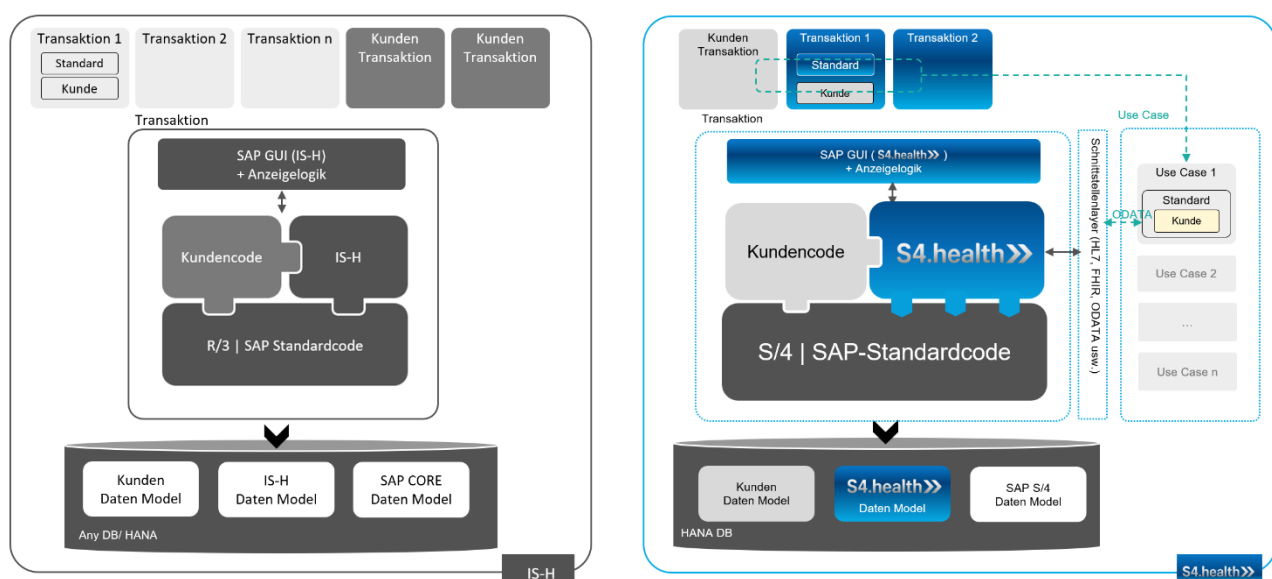 Transaktion 1
Standard
Kunde
Transaktion 2
Transaktion n
Kunden
Transaktion
Kunden
Transaktion
Transaktion
SAP GUI (IS-H)
+ Anzeigelogik
Kundencode
IS-H
R/3 | SAP Standardcode
Kunden
Daten Model
IS-H
Daten Model
SAP CORE
Daten Model
Any DB/ HANA
IS-H
Kunden
Transaktion
Transaktion 1
Standard
Kunde
Transaktion 2
Transaktion
Use Case
SAP GUI ( S4.health )
+ Anzeigelogik
Kundencode
S4.health
S/4 | SAP-Standardcode
Schnittstellenlayer (HL7, FHIR, ODATA usw.)
ODATA
Use Case 1
Standard
Kunde
Use Case 2
...
Use Case n
Kunden
Daten Model
S4.health
Daten Model
SAP S/4
Daten Model
HANA DB
S4.health